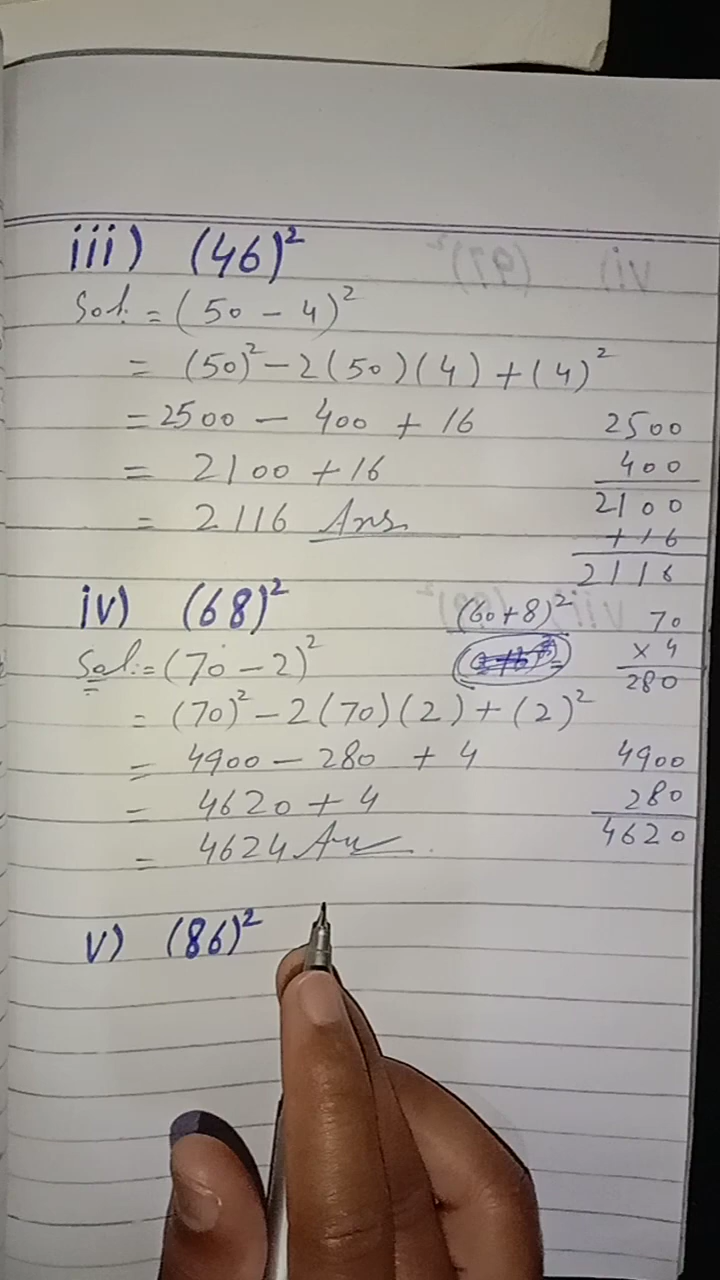 iii) (46)²
Sol. = (50 - 4)²
= (50)² - 2(50)(4) + (4)²
= 2500 - 400 + 16
2500
= 2100 + 16
400
2100
= 2116 Ans.
+ 16
2116
iv) (68)²
(60+8)²
70
Sol. = (70 - 2)²
× 4
280
= (70)² - 2(70)(2) + (2)²
= 4900 - 280 + 4
4900
= 4620 + 4
280
= 4624 Ans
4620
v) (86)²
vi) (97)²